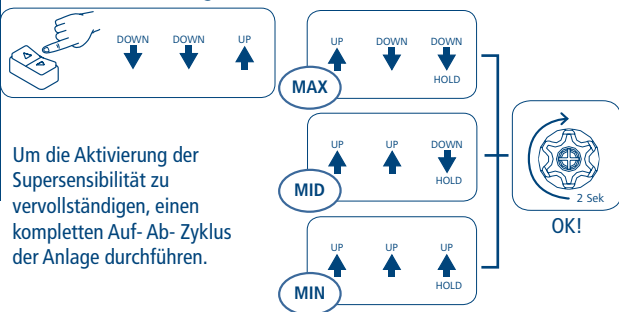 DOWN DOWN UP
UP DOWN DOWN
HOLD
MAX
UP UP DOWN
HOLD
MID
UP UP UP
HOLD
MIN
2 Sek
OK!
Um die Aktivierung der
Supersensibilität zu
vervollständigen, einen
kompletten Auf- Ab- Zyklus
der Anlage durchführen.